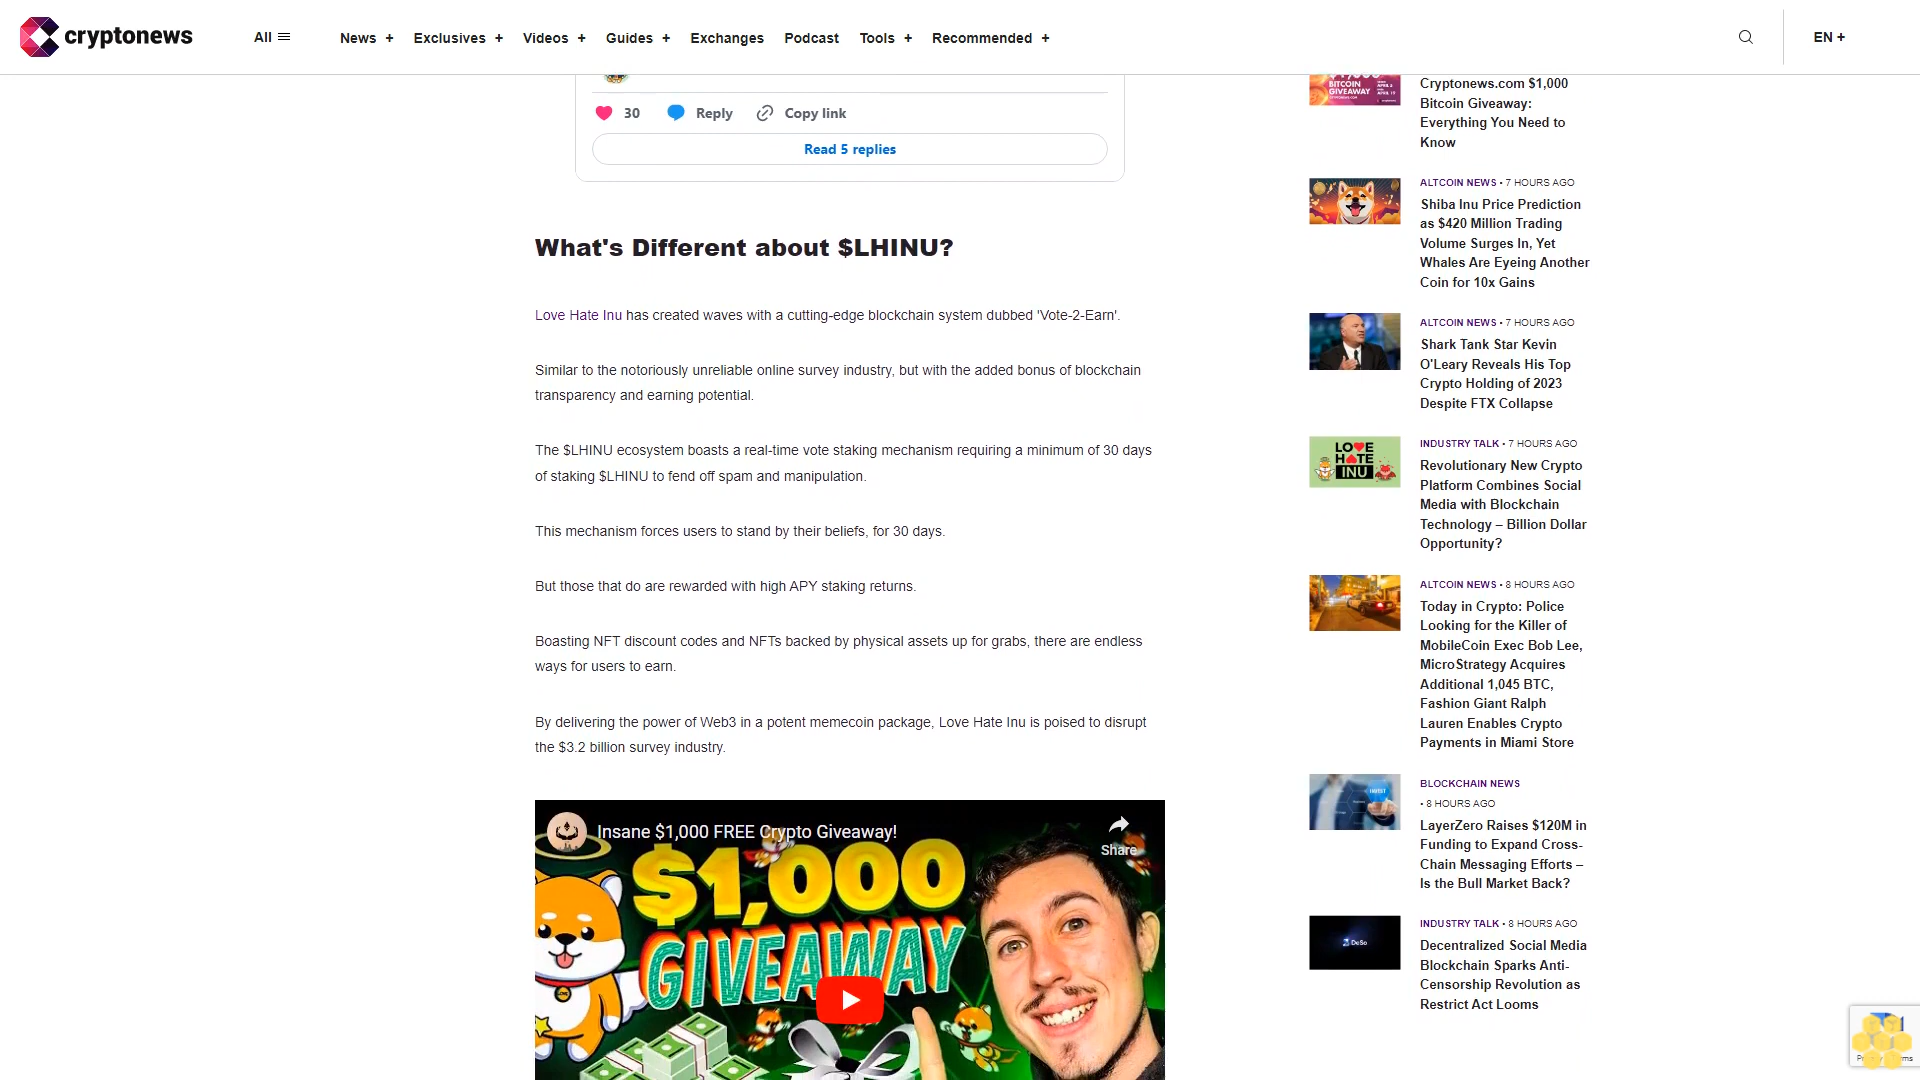 cryptonews
All
News + Exclusives + Videos + Guides + Exchanges Podcast Tools + Recommended +
EN +
30 Reply Copy link
Read 5 replies
What's Different about $LHINU?
Love Hate Inu has created waves with a cutting-edge blockchain system dubbed 'Vote-2-Earn'.
Similar to the notoriously unreliable online survey industry, but with the added bonus of blockchain
transparency and earning potential.
The $LHINU ecosystem boasts a real-time vote staking mechanism requiring a minimum of 30 days
of staking $LHINU to fend off spam and manipulation.
This mechanism forces users to stand by their beliefs, for 30 days.
But those that do are rewarded with high APY staking returns.
Boasting NFT discount codes and NFTs backed by physical assets up for grabs, there are endless
ways for users to earn.
By delivering the power of Web3 in a potent memecoin package, Love Hate Inu is poised to disrupt
the $3.2 billion survey industry.
Insane $1,000 FREE Crypto Giveaway!
Share
$1,000
GIVEAWAY
BITCOIN
GIVEAWAY
Cryptonews.com $1,000
Bitcoin Giveaway:
Everything You Need to
Know
ALTCOIN NEWS • 7 HOURS AGO
Shiba Inu Price Prediction
as $420 Million Trading
Volume Surges In, Yet
Whales Are Eyeing Another
Coin for 10x Gains
ALTCOIN NEWS • 7 HOURS AGO
Shark Tank Star Kevin
O'Leary Reveals His Top
Crypto Holding of 2023
Despite FTX Collapse
LOVE
HATE
INU
INDUSTRY TALK • 7 HOURS AGO
Revolutionary New Crypto
Platform Combines Social
Media with Blockchain
Technology – Billion Dollar
Opportunity?
ALTCOIN NEWS • 8 HOURS AGO
Today in Crypto: Police
Looking for the Killer of
MobileCoin Exec Bob Lee,
MicroStrategy Acquires
Additional 1,045 BTC,
Fashion Giant Ralph
Lauren Enables Crypto
Payments in Miami Store
BLOCKCHAIN NEWS
• 8 HOURS AGO
LayerZero Raises $120M in
Funding to Expand Cross-
Chain Messaging Efforts –
Is the Bull Market Back?
DeSo
INDUSTRY TALK • 8 HOURS AGO
Decentralized Social Media
Blockchain Sparks Anti-
Censorship Revolution as
Restrict Act Looms